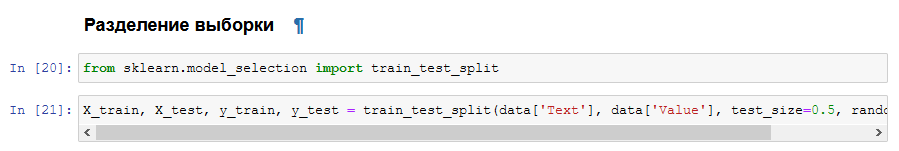 Разделение выборки ¶
In [20]: from sklearn.model_selection import train_test_split
In [21]: X_train, X_test, y_train, y_test = train_test_split(data['Text'], data['Value'], test_size=0.5,